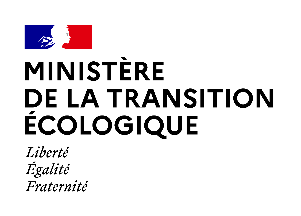 MINISTÈRE
DE LA TRANSITION
ÉCOLOGIQUE
Liberté
Égalité
Fraternité